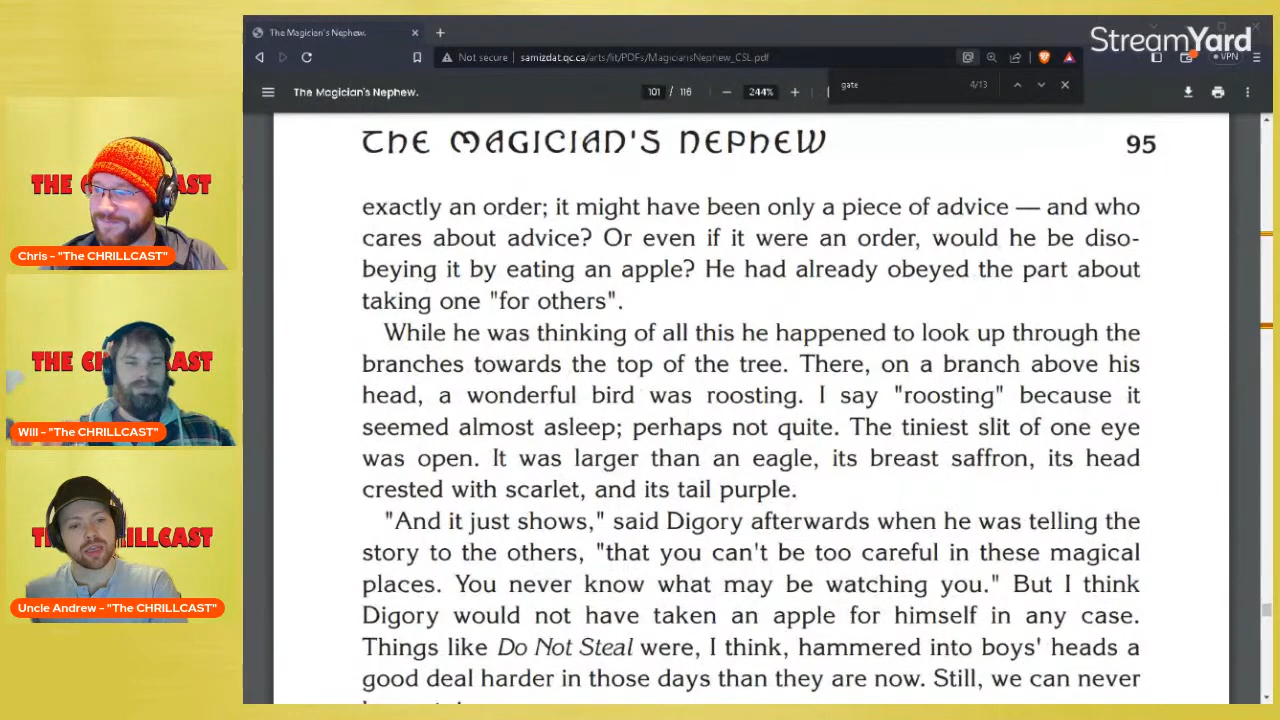 The Magician's Nephew.
StreamYard
Not secure samizdat.qc.ca/arts/lit/PDFs/MagiciansNephew_CSL.pdf
VPN
gate 4/13
The Magician's Nephew.
101 / 116
244%
THE MAGICIAN'S NEPHEW 95
exactly an order; it might have been only a piece of advice — and who
cares about advice? Or even if it were an order, would he be diso-
beying it by eating an apple? He had already obeyed the part about
taking one "for others".
While he was thinking of all this he happened to look up through the
branches towards the top of the tree. There, on a branch above his
head, a wonderful bird was roosting. I say "roosting" because it
seemed almost asleep; perhaps not quite. The tiniest slit of one eye
was open. It was larger than an eagle, its breast saffron, its head
crested with scarlet, and its tail purple.
"And it just shows," said Digory afterwards when he was telling the
story to the others, "that you can't be too careful in these magical
places. You never know what may be watching you." But I think
Digory would not have taken an apple for himself in any case.
Things like Do Not Steal were, I think, hammered into boys' heads a
good deal harder in those days than they are now. Still, we can never
THE C AST
Chris - "The CHRILLCAST"
THE CH AST
Will - "The CHRILLCAST"
THE ILLCAST
Uncle Andrew - "The CHRILLCAST"